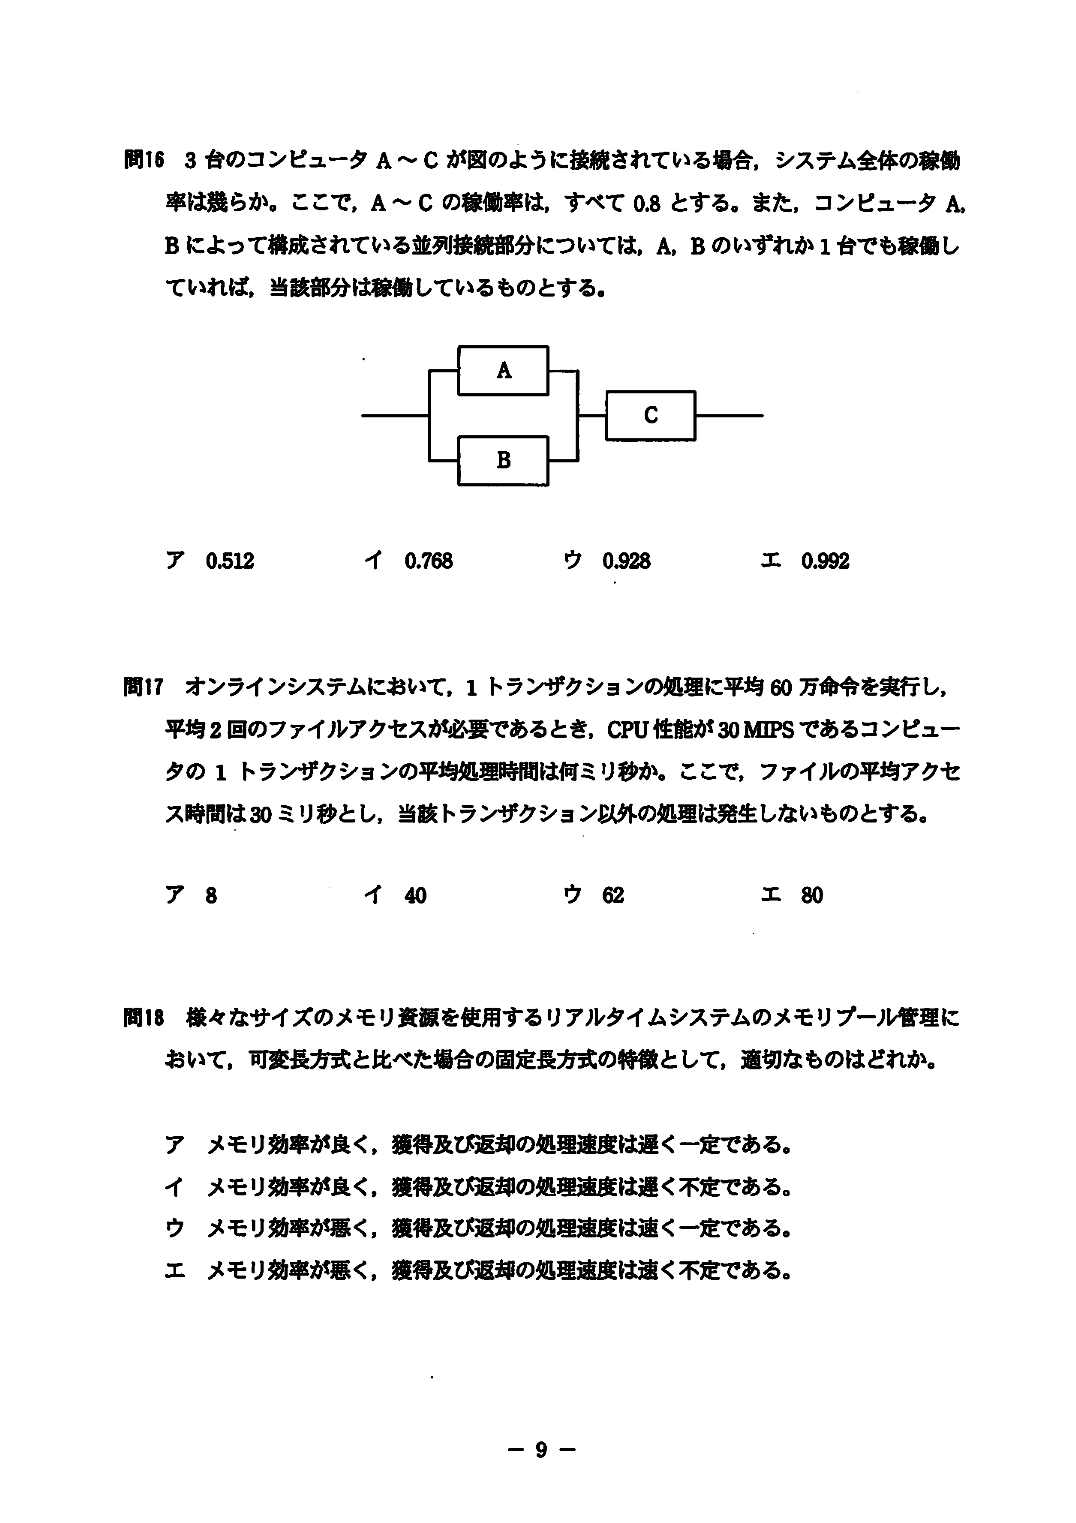 問16 3 台のコンピュータ A ～ C が図のように接続されている場合，システム全体の稼働
率は幾らか。ここで，A ～ C の稼働率は，すべて 0.8 とする。また，コンピュータ A，
B によって構成されている並列接続部分については，A，B のいずれか 1 台でも稼働し
ていれば，当該部分は稼働しているものとする。
A
B
C
ア 0.512 イ 0.768 ウ 0.928 エ 0.992
問17 オンラインシステムにおいて，1 トランザクションの処理に平均 60 万命令を実行し，
平均 2 回のファイルアクセスが必要であるとき，CPU 性能が 30 MIPS であるコンピュー
タの 1 トランザクションの平均処理時間は何ミリ秒か。ここで，ファイルの平均アクセ
ス時間は 30 ミリ秒とし，当該トランザクション以外の処理は発生しないものとする。
ア 8 イ 40 ウ 62 エ 80
問18 様々なサイズのメモリ資源を使用するリアルタイムシステムのメモリプール管理に
おいて，可変長方式と比べた場合の固定長方式の特徴として，適切なものはどれか。
ア メモリ効率が良く，獲得及び返却の処理速度は遅く一定である。
イ メモリ効率が良く，獲得及び返却の処理速度は遅く不定である。
ウ メモリ効率が悪く，獲得及び返却の処理速度は速く一定である。
エ メモリ効率が悪く，獲得及び返却の処理速度は速く不定である。
－ 9 －